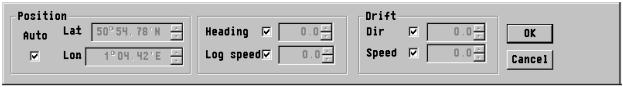 Position
Auto
Lat 50°54.78'N
Lon 1°04.42'E
Heading 0.0
Log speed 0.0
Drift
Dir 0.0
Speed 0.0
OK
Cancel